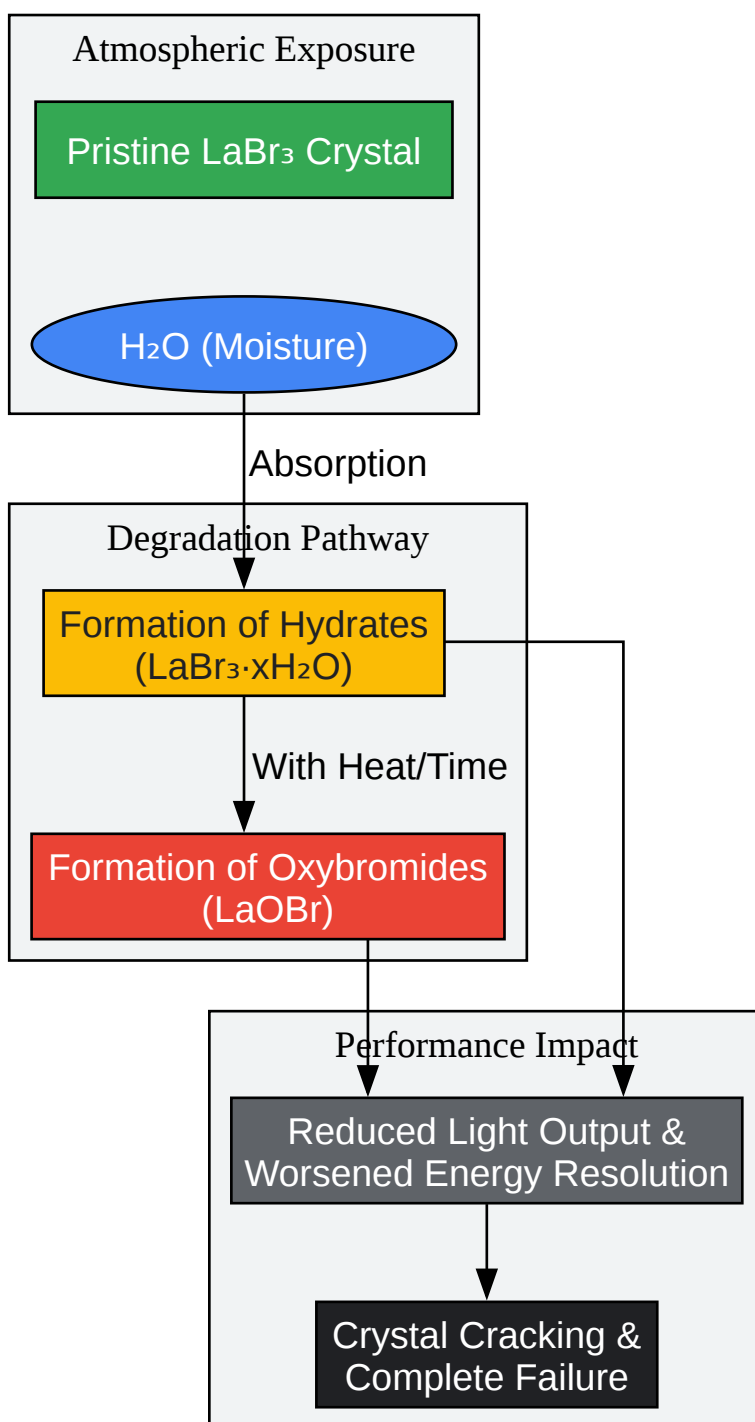 Atmospheric Exposure
Pristine LaBr₃ Crystal
H₂O (Moisture)
Absorption
Degradation Pathway
Formation of Hydrates
(LaBr₃·xH₂O)
With Heat/Time
Formation of Oxybromides
(LaOBr)
Performance Impact
Reduced Light Output &
Worsened Energy Resolution
Crystal Cracking &
Complete Failure